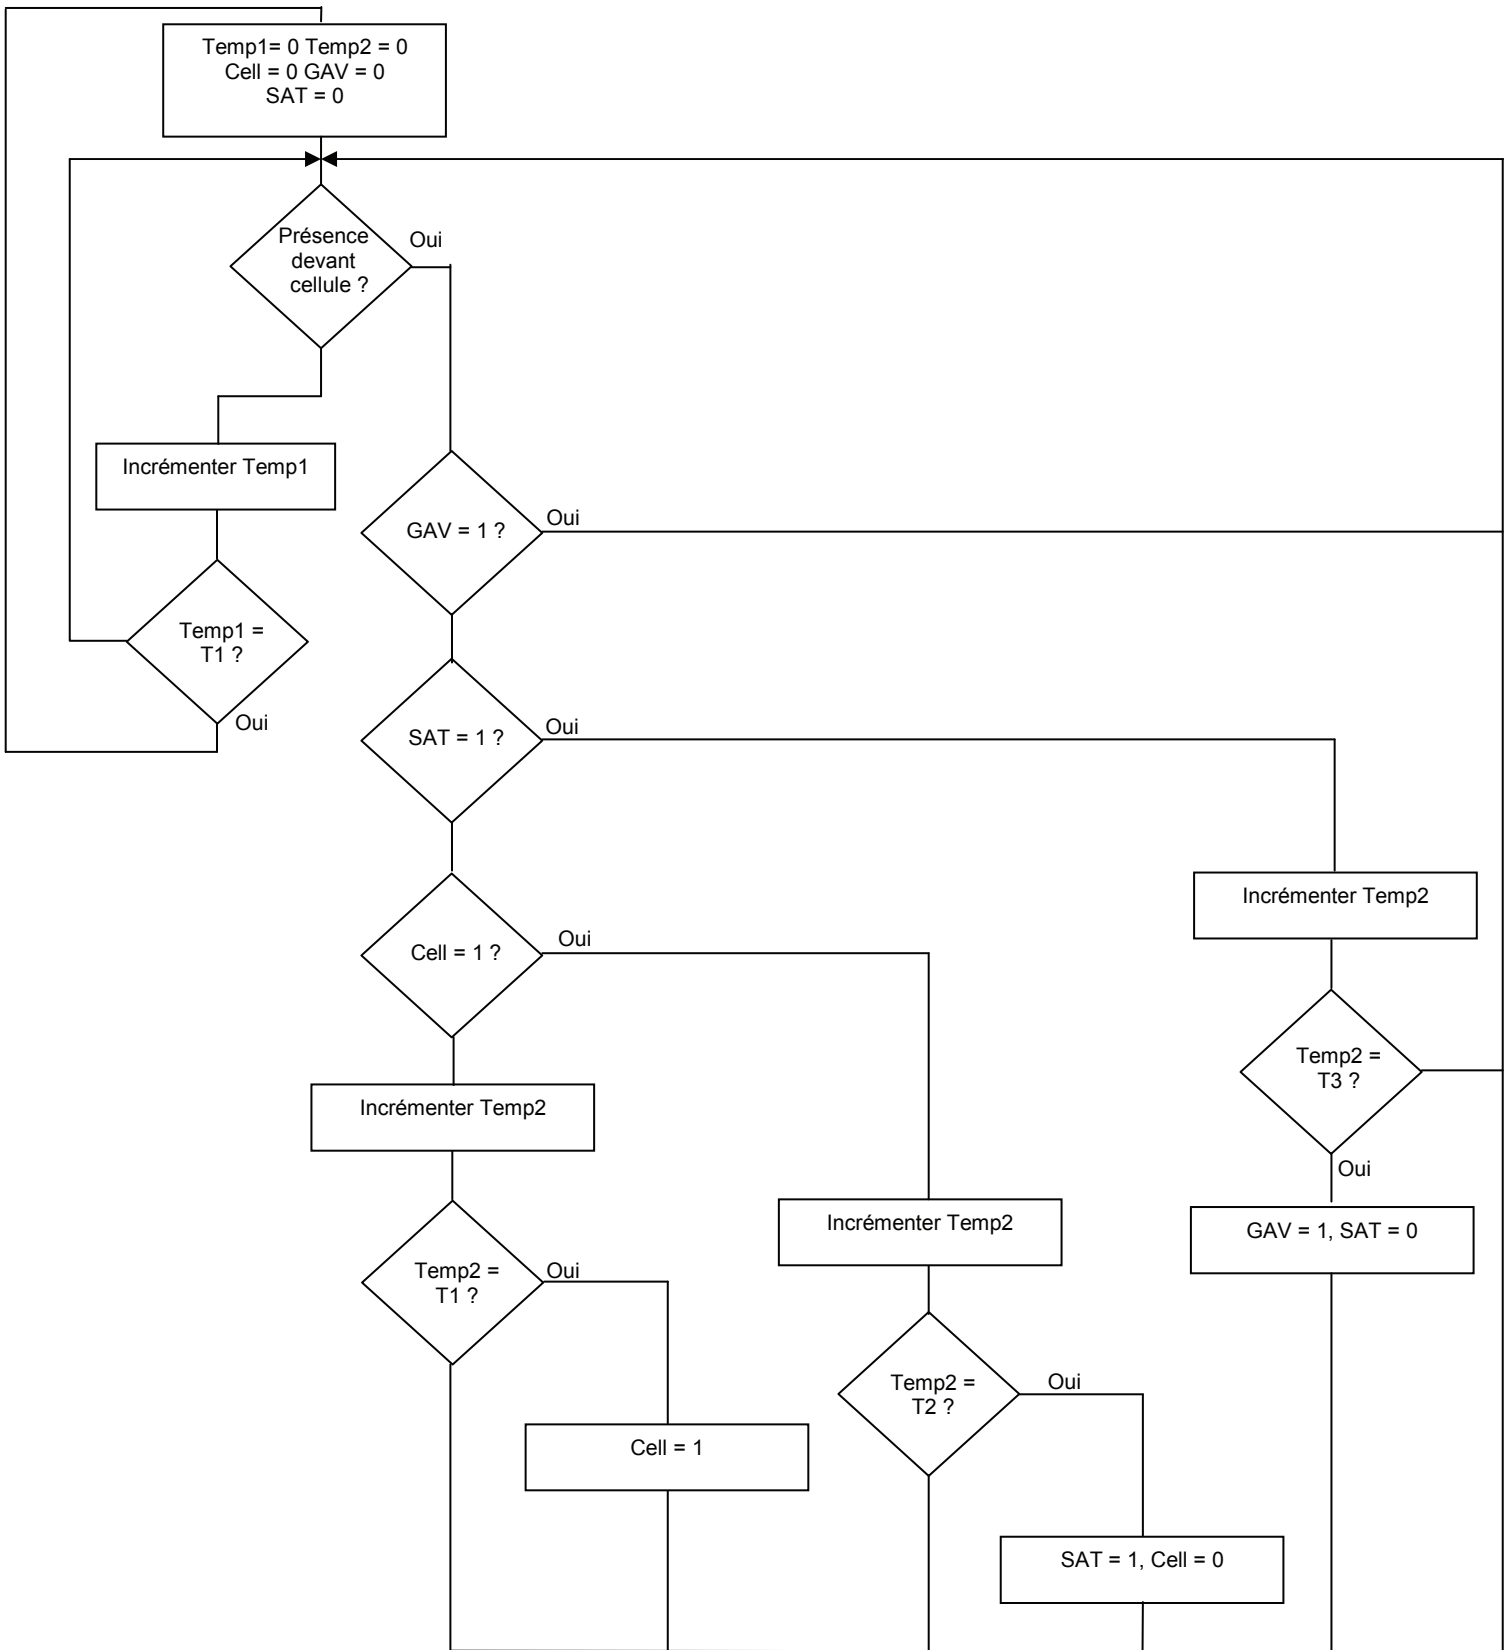 Temp1= 0 Temp2 = 0
Cell = 0 GAV = 0
SAT = 0
Présence
devant
cellule ?
Oui
Incrémenter Temp1
Temp1 =
T1 ?
Oui
GAV = 1 ?
Oui
SAT = 1 ?
Oui
Cell = 1 ?
Oui
Incrémenter Temp2
Temp2 =
T3 ?
Oui
GAV = 1, SAT = 0
Incrémenter Temp2
Temp2 =
T1 ?
Oui
Cell = 1
Incrémenter Temp2
Temp2 =
T2 ?
Oui
SAT = 1, Cell = 0